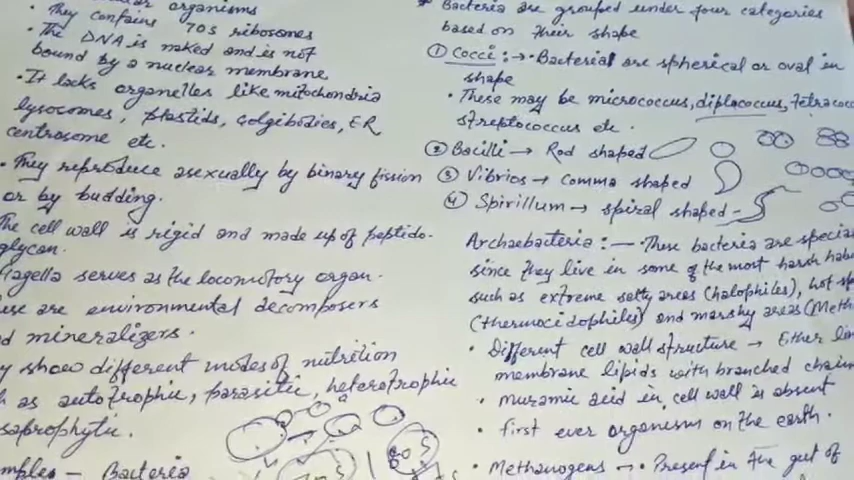 organisms
• They contains 70s ribosomes
• The DNA is naked and is not
bound by a nuclear membrane
• It lacks organelles like mitochondria
lysocomes, plastids, golgibodies, ER,
centrosome etc.
• They reproduce asexually by binary fission
or by budding.
The cell wall is rigid and made up of peptido-
glycan.
flagella serves as the locomotory organ.
are environmental decomposers
mineralizers.
show different modes of nutrition
as autotrophic, parasitic, heterotrophic
saprophytic.
Bacteria
Bacteria are grouped under four categories
based on their shape
① Cocci :→ • Bacterial are spherical or oval in
shape
• These may be micrococcus, diplococcus, tetracoc
streptococcus etc.
② Bacilli → Rod shaped
③ Vibrios → Comma shaped
④ Spirillum → spiral shaped -
Archaebacteria :— These bacteria are special
since they live in some of the most harsh hab
such as extreme salty areas (halophiles), hot sp
(thermocidophiles) and marshy areas (Meth
• Different cell wall structure → Ether lin
membrane lipids with branched chain
• muramic acid in cell wall is absent
• first ever organism on the earth.
• Methanogens → • Present in the gut of